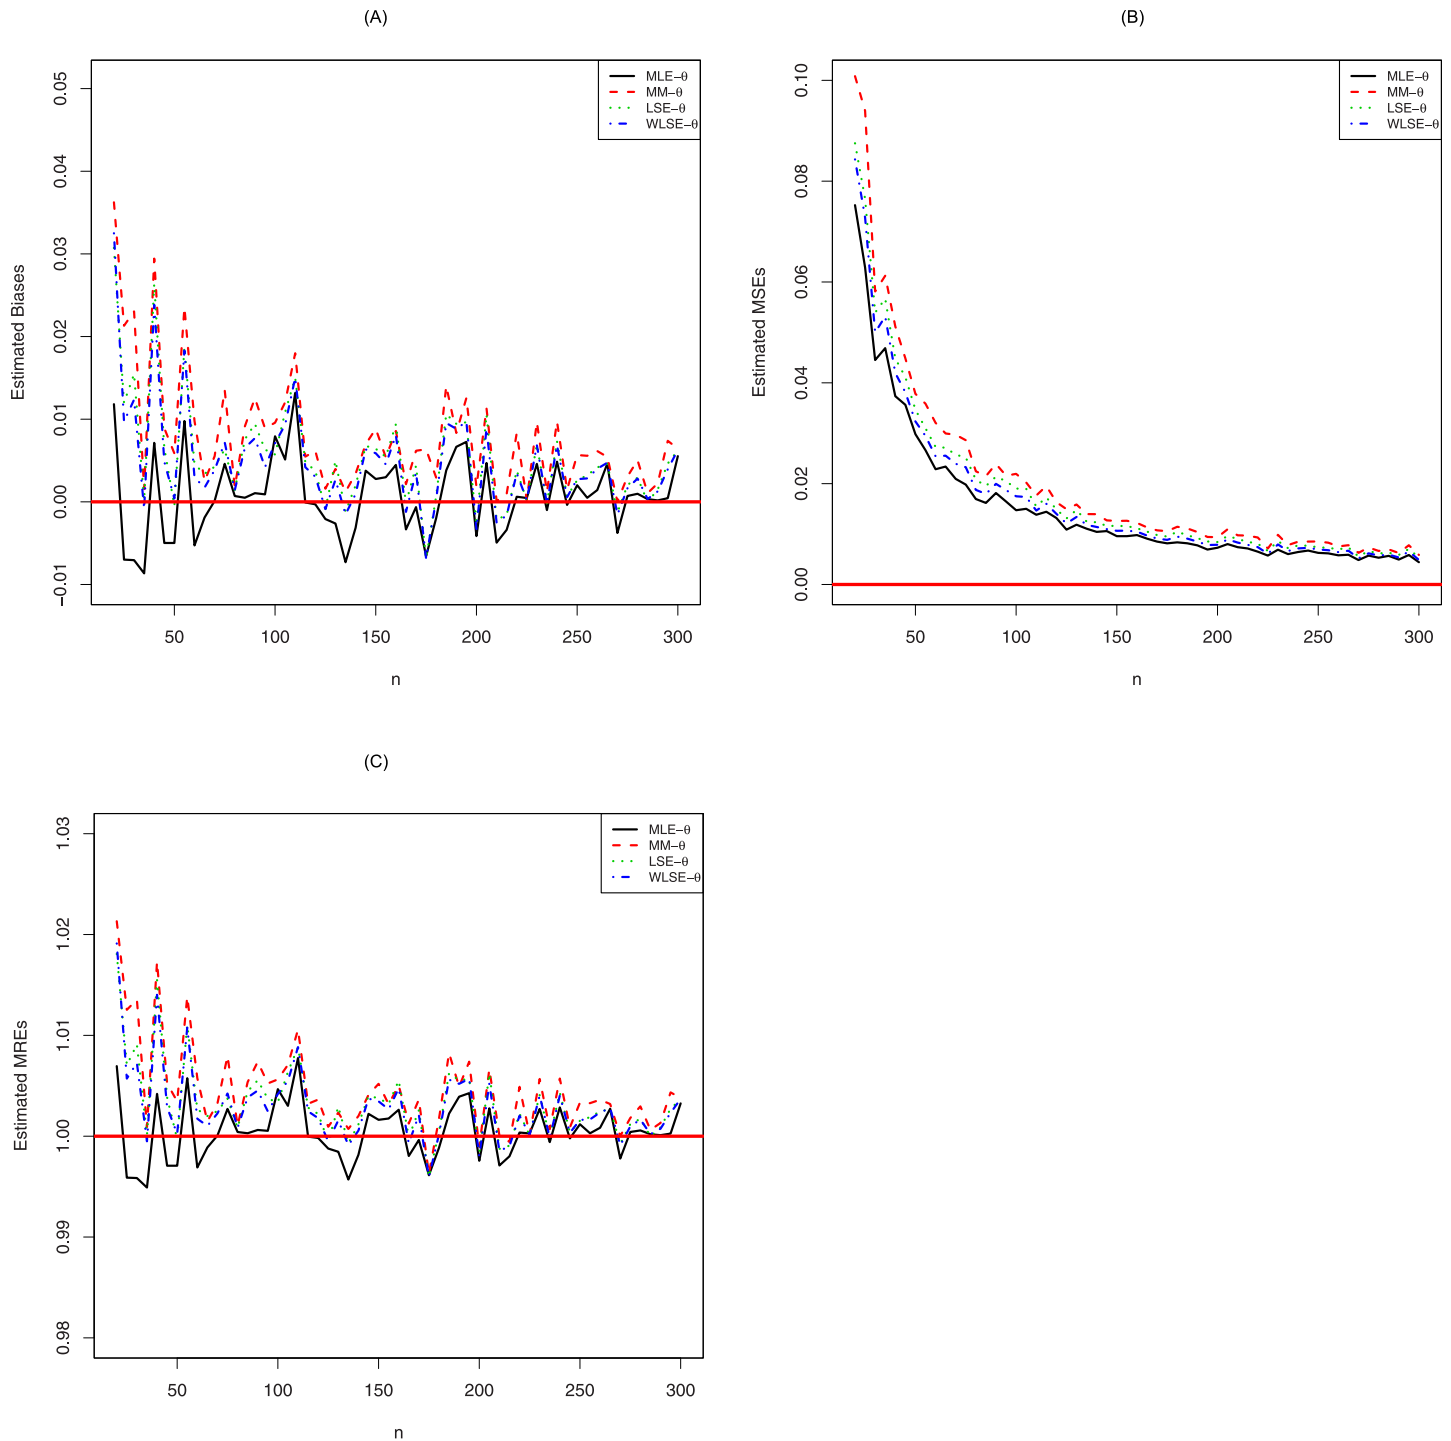 (A)
Estimated Biases
0.05
0.04
0.03
0.02
0.01
0.00
−0.01
50 100 150 200 250 300
n
MLE−θ
MM−θ
LSE−θ
WLSE−θ
(B)
Estimated MSEs
0.10
0.08
0.06
0.04
0.02
0.00
50 100 150 200 250 300
n
MLE−θ
MM−θ
LSE−θ
WLSE−θ
(C)
Estimated MREs
1.03
1.02
1.01
1.00
0.99
0.98
50 100 150 200 250 300
n
MLE−θ
MM−θ
LSE−θ
WLSE−θ